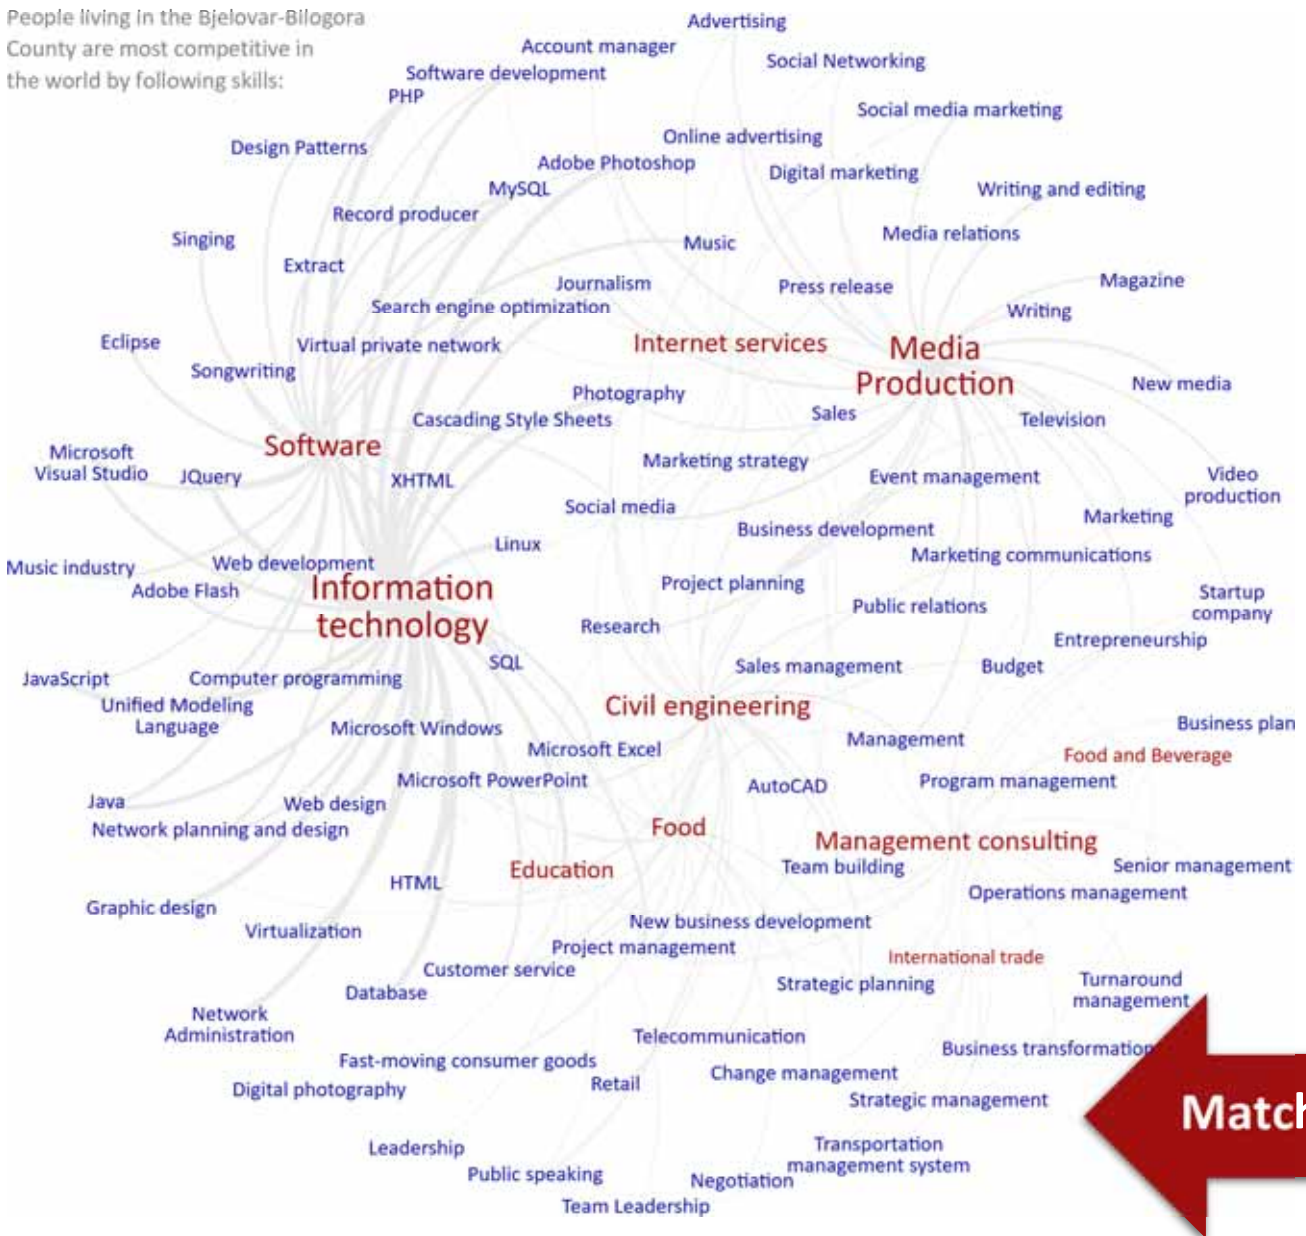 People living in the Bjelovar-Bilogora
County are most competitive in
the world by following skills:
Advertising
Account manager
Social Networking
Software development
PHP
Social media marketing
Online advertising
Design Patterns
Adobe Photoshop
Digital marketing
MySQL
Writing and editing
Record producer
Media relations
Singing
Music
Extract
Journalism
Press release
Magazine
Search engine optimization
Writing
Eclipse
Virtual private network
Internet services
Media
Production
Songwriting
New media
Photography
Cascading Style Sheets
Sales
Television
Software
Microsoft
Visual Studio
JQuery
XHTML
Marketing strategy
Event management
Video
production
Social media
Marketing
Business development
Linux
Marketing communications
Music industry
Web development
Adobe Flash
Information
technology
Project planning
Public relations
Startup
company
Research
Entrepreneurship
SQL
Sales management
Budget
JavaScript
Computer programming
Unified Modeling
Language
Civil engineering
Microsoft Windows
Business plan
Microsoft Excel
Management
Food and Beverage
Microsoft PowerPoint
AutoCAD
Program management
Java
Web design
Network planning and design
Food
Management consulting
Education
Team building
Senior management
HTML
Operations management
Graphic design
New business development
Virtualization
Project management
International trade
Customer service
Strategic planning
Turnaround
management
Database
Network
Administration
Telecommunication
Business transformation
Fast-moving consumer goods
Change management
Digital photography
Retail
Strategic management
Match
Leadership
Transportation
management system
Public speaking
Negotiation
Team Leadership